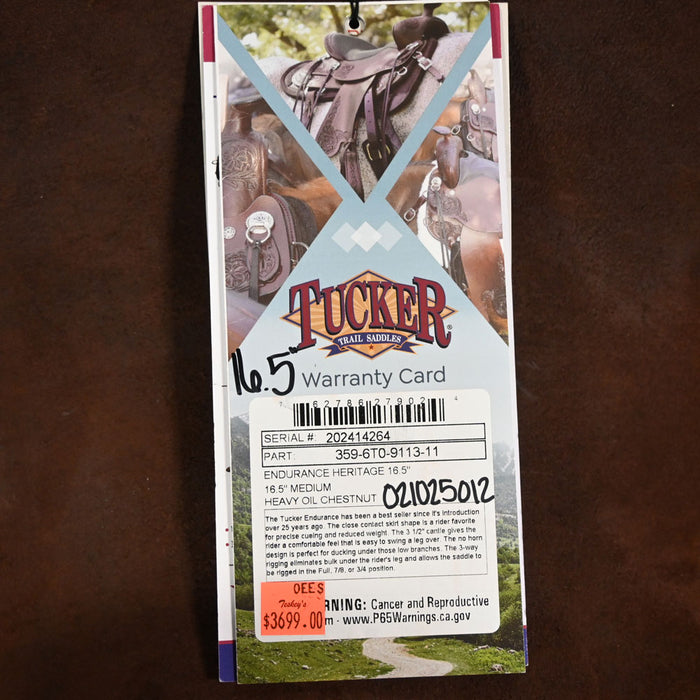 TUCKER®
TRAIL SADDLES
16.5"
Warranty Card
7 62786 27902 4
SERIAL #: 202414264
PART: 359-6T0-9113-11
ENDURANCE HERITAGE 16.5"
16.5" MEDIUM
HEAVY OIL CHESTNUT 021025012
The Tucker Endurance has been a best seller since it's introduction
over 25 years ago. The close contact skirt shape is a rider favorite
for precise cueing and reduced weight. The 3 1/2" cantle gives the
rider a comfortable feel that is easy to swing a leg over. The no horn
design is perfect for ducking under those low branches. The 3-way
rigging eliminates bulk under the rider's leg and allows the saddle to
be rigged in the Full, 7/8, or 3/4 position.
OEES
Teskey's
$3699.00
RNING: Cancer and Reproductive
m - www.P65Warnings.ca.gov